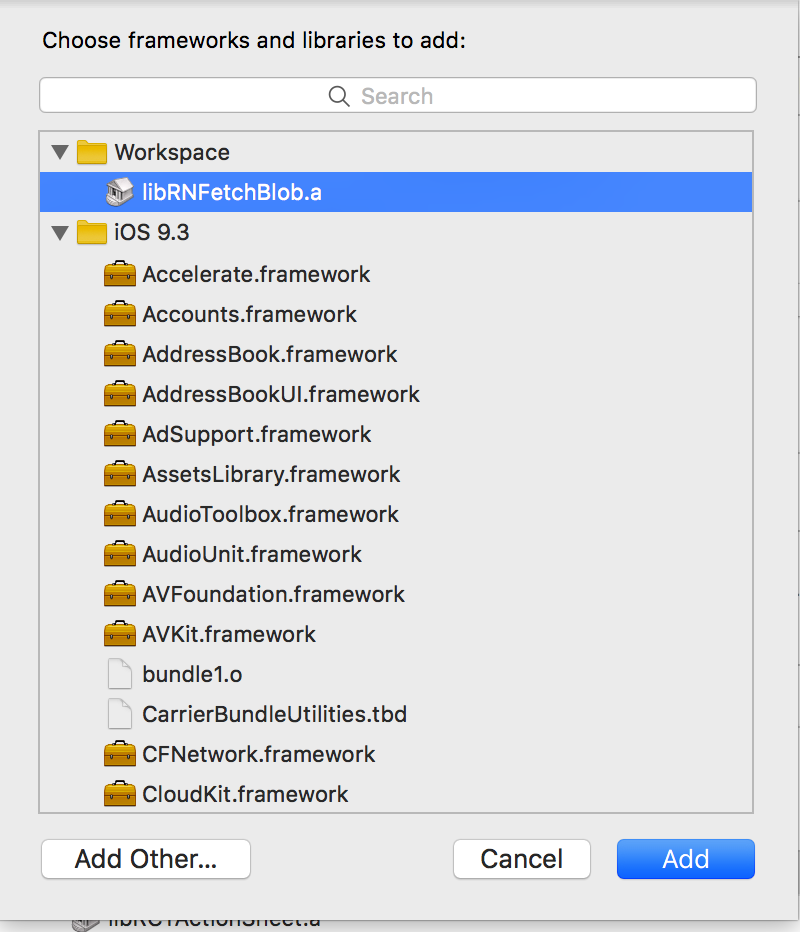 Choose frameworks and libraries to add:
Search
Workspace
libRNFetchBlob.a
iOS 9.3
Accelerate.framework
Accounts.framework
AddressBook.framework
AddressBookUI.framework
AdSupport.framework
AssetsLibrary.framework
AudioToolbox.framework
AudioUnit.framework
AVFoundation.framework
AVKit.framework
bundle1.o
CarrierBundleUtilities.tbd
CFNetwork.framework
CloudKit.framework
Add Other... Cancel Add
libRCTActionSheet.a